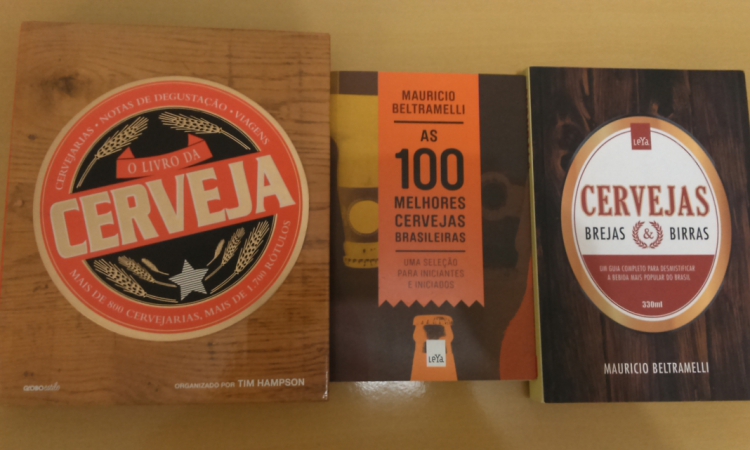 CERVEJARIAS • NOTAS DE DEGUSTAÇÃO • VIAGENS
O LIVRO DA
CERVEJA
MAIS DE 800 CERVEJARIAS, MAIS DE 1.700 RÓTULOS
ORGANIZADO POR TIM HAMPSON
MAURICIO
BELTRAMELLI
AS
100
MELHORES
CERVEJAS
BRASILEIRAS
UMA SELEÇÃO
PARA INICIANTES
E INICIADOS
LeYa
LeYa
CERVEJAS
BREJAS & BIRRAS
UM GUIA COMPLETO PARA DESMISTIFICAR
A BEBIDA MAIS POPULAR DO BRASIL
330ml
MAURICIO BELTRAMELLI